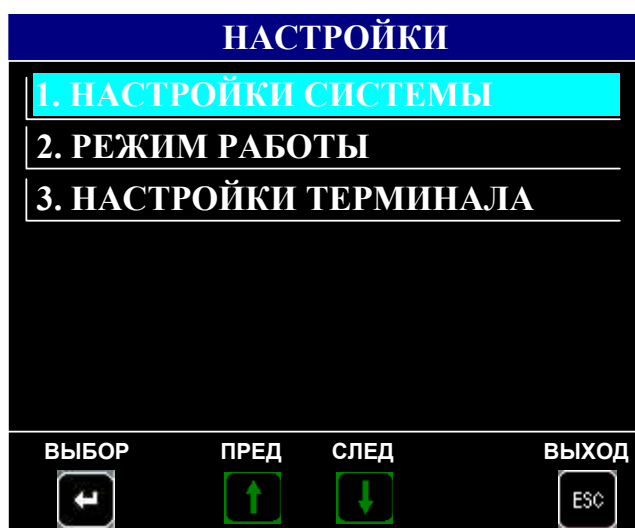 НАСТРОЙКИ
1. НАСТРОЙКИ СИСТЕМЫ
2. РЕЖИМ РАБОТЫ
3. НАСТРОЙКИ ТЕРМИНАЛА
ВЫБОР ПРЕД СЛЕД ВЫХОД
ESC